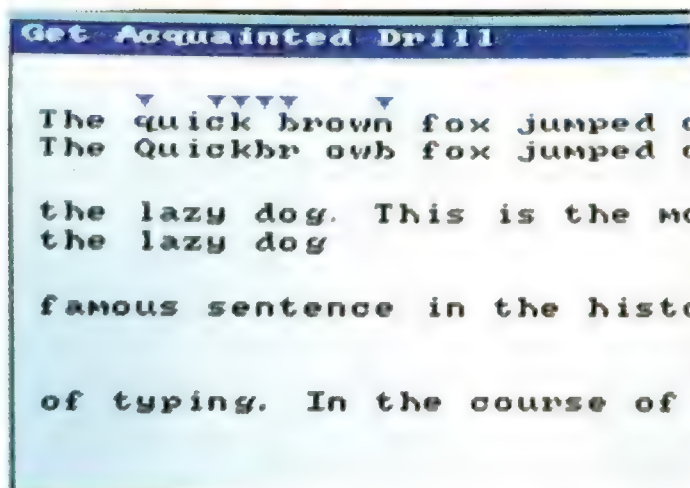 Get Acquainted Drill
The quick brown fox jumped
The Quickbr owb fox jumped
the lazy dog. This is the
the lazy dog
famous sentence in the
of typing. In the course of